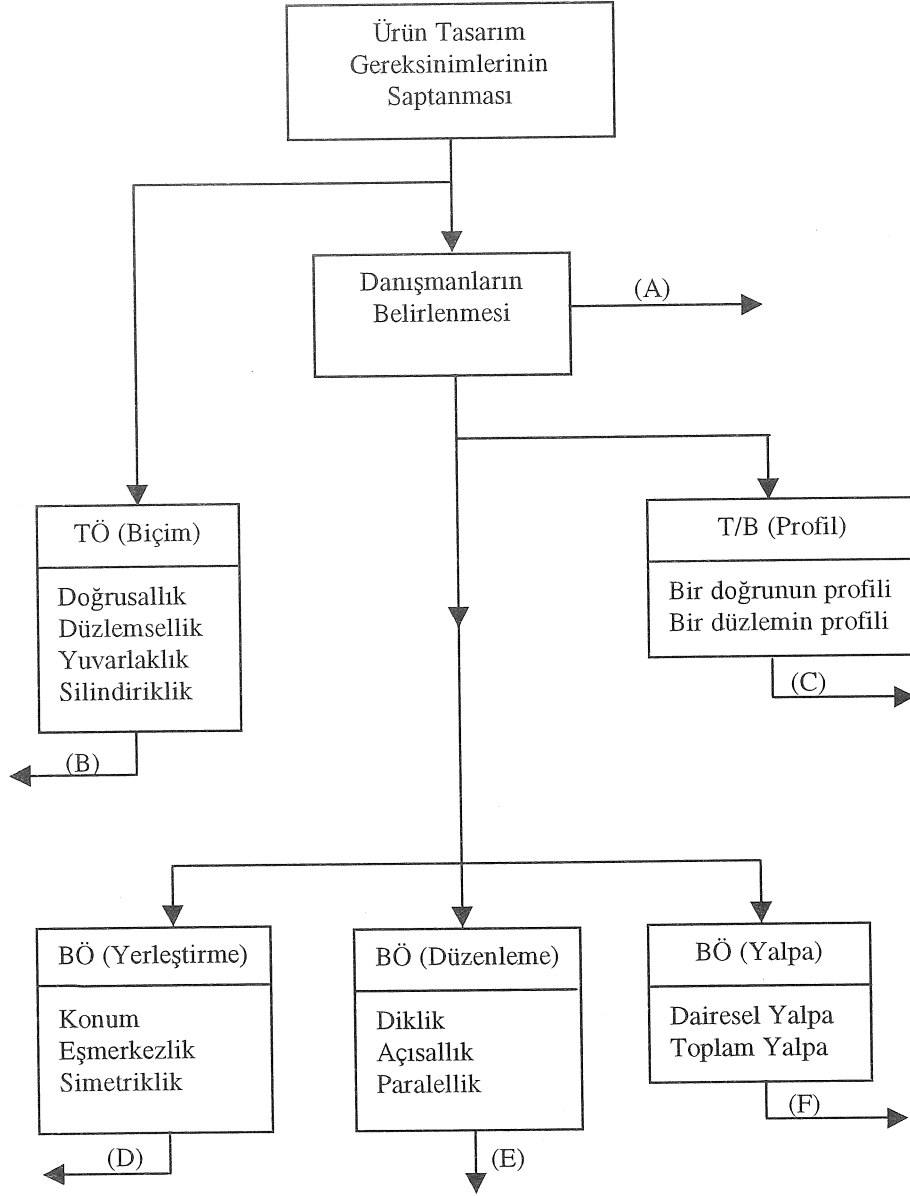 Ürün Tasarım
Gereksinimlerinin
Saptanması
Danışmanların
Belirlenmesi
(A)
TÖ (Biçim)
Doğrusallık
Düzlemsellik
Yuvarlaklık
Silindiriklik
(B)
T/B (Profil)
Bir doğrunun profili
Bir düzlemin profili
(C)
BÖ (Yerleştirme)
Konum
Eşmerkezlik
Simetriklik
(D)
BÖ (Düzenleme)
Diklik
Açısallık
Paralellik
(E)
BÖ (Yalpa)
Dairesel Yalpa
Toplam Yalpa
(F)